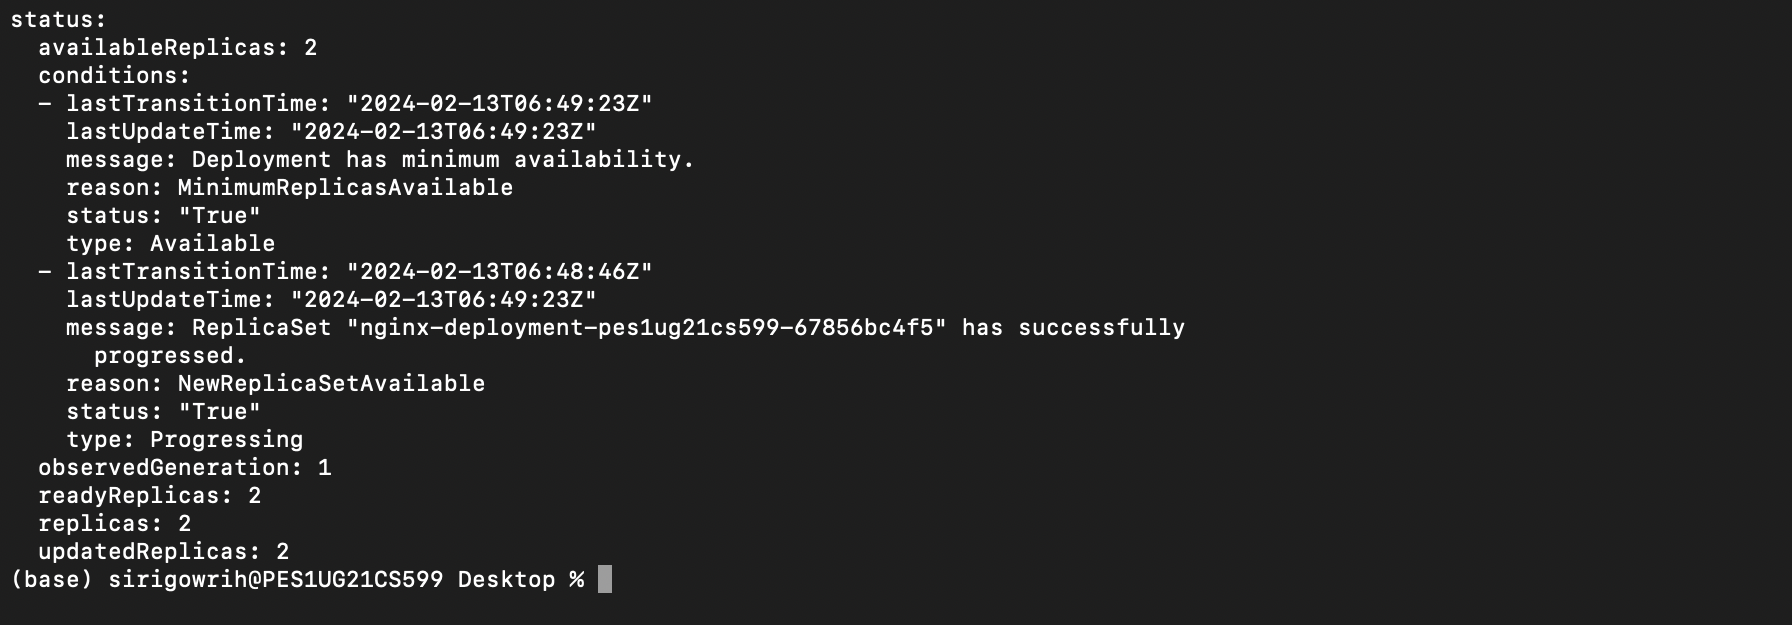 status:
  availableReplicas: 2
  conditions:
  - lastTransitionTime: "2024-02-13T06:49:23Z"
    lastUpdateTime: "2024-02-13T06:49:23Z"
    message: Deployment has minimum availability.
    reason: MinimumReplicasAvailable
    status: "True"
    type: Available
  - lastTransitionTime: "2024-02-13T06:48:46Z"
    lastUpdateTime: "2024-02-13T06:49:23Z"
    message: ReplicaSet "nginx-deployment-pes1ug21cs599-67856bc4f5" has successfully
      progressed.
    reason: NewReplicaSetAvailable
    status: "True"
    type: Progressing
  observedGeneration: 1
  readyReplicas: 2
  replicas: 2
  updatedReplicas: 2
(base) sirigowrih@PES1UG21CS599 Desktop %